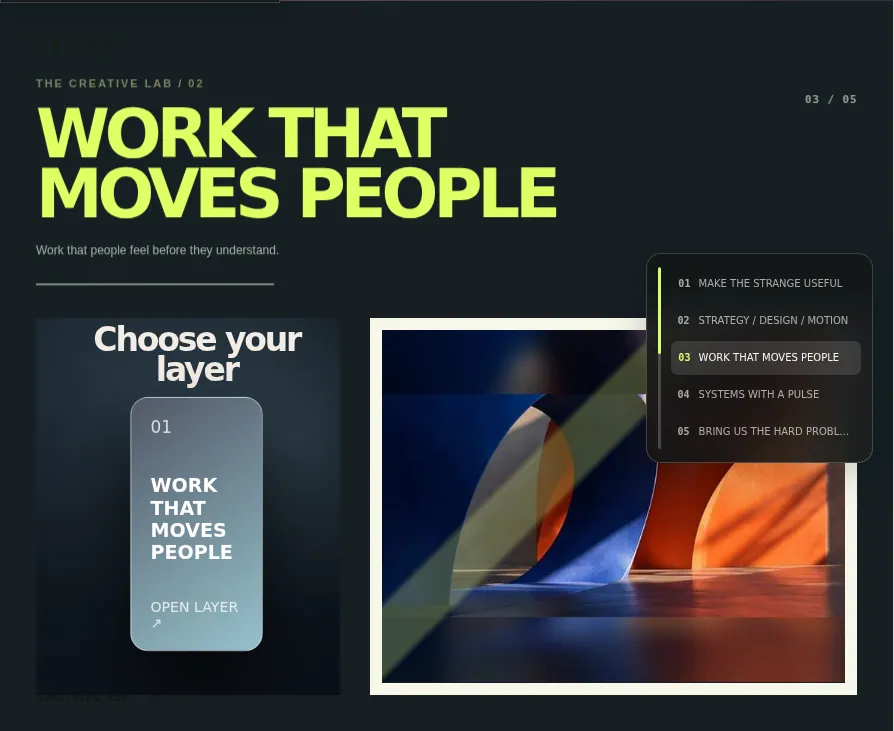 THE CREATIVE LAB / 02
03 / 05
WORK THAT
MOVES PEOPLE
Work that people feel before they understand.
01 MAKE THE STRANGE USEFUL
02 STRATEGY / DESIGN / MOTION
03 WORK THAT MOVES PEOPLE
04 SYSTEMS WITH A PULSE
05 BRING US THE HARD PROBL...
Choose your
layer
01
WORK
THAT
MOVES
PEOPLE
OPEN LAYER
↗